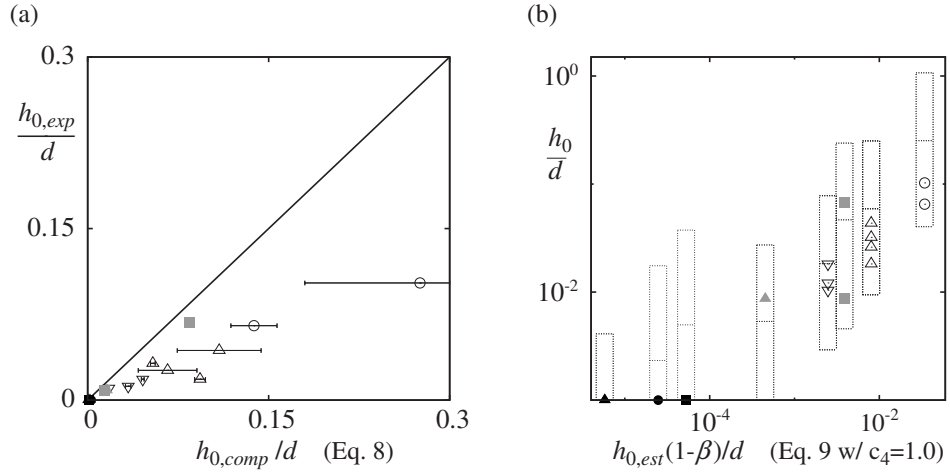 (a)
0.3
h0,exp
d
0.15
0
0
0.15
0.3
h0,comp /d (Eq. 8)
(b)
10^0
h0
d
10^-2
10^-4
10^-2
h0,est(1-β)/d (Eq. 9 w/ c4=1.0)